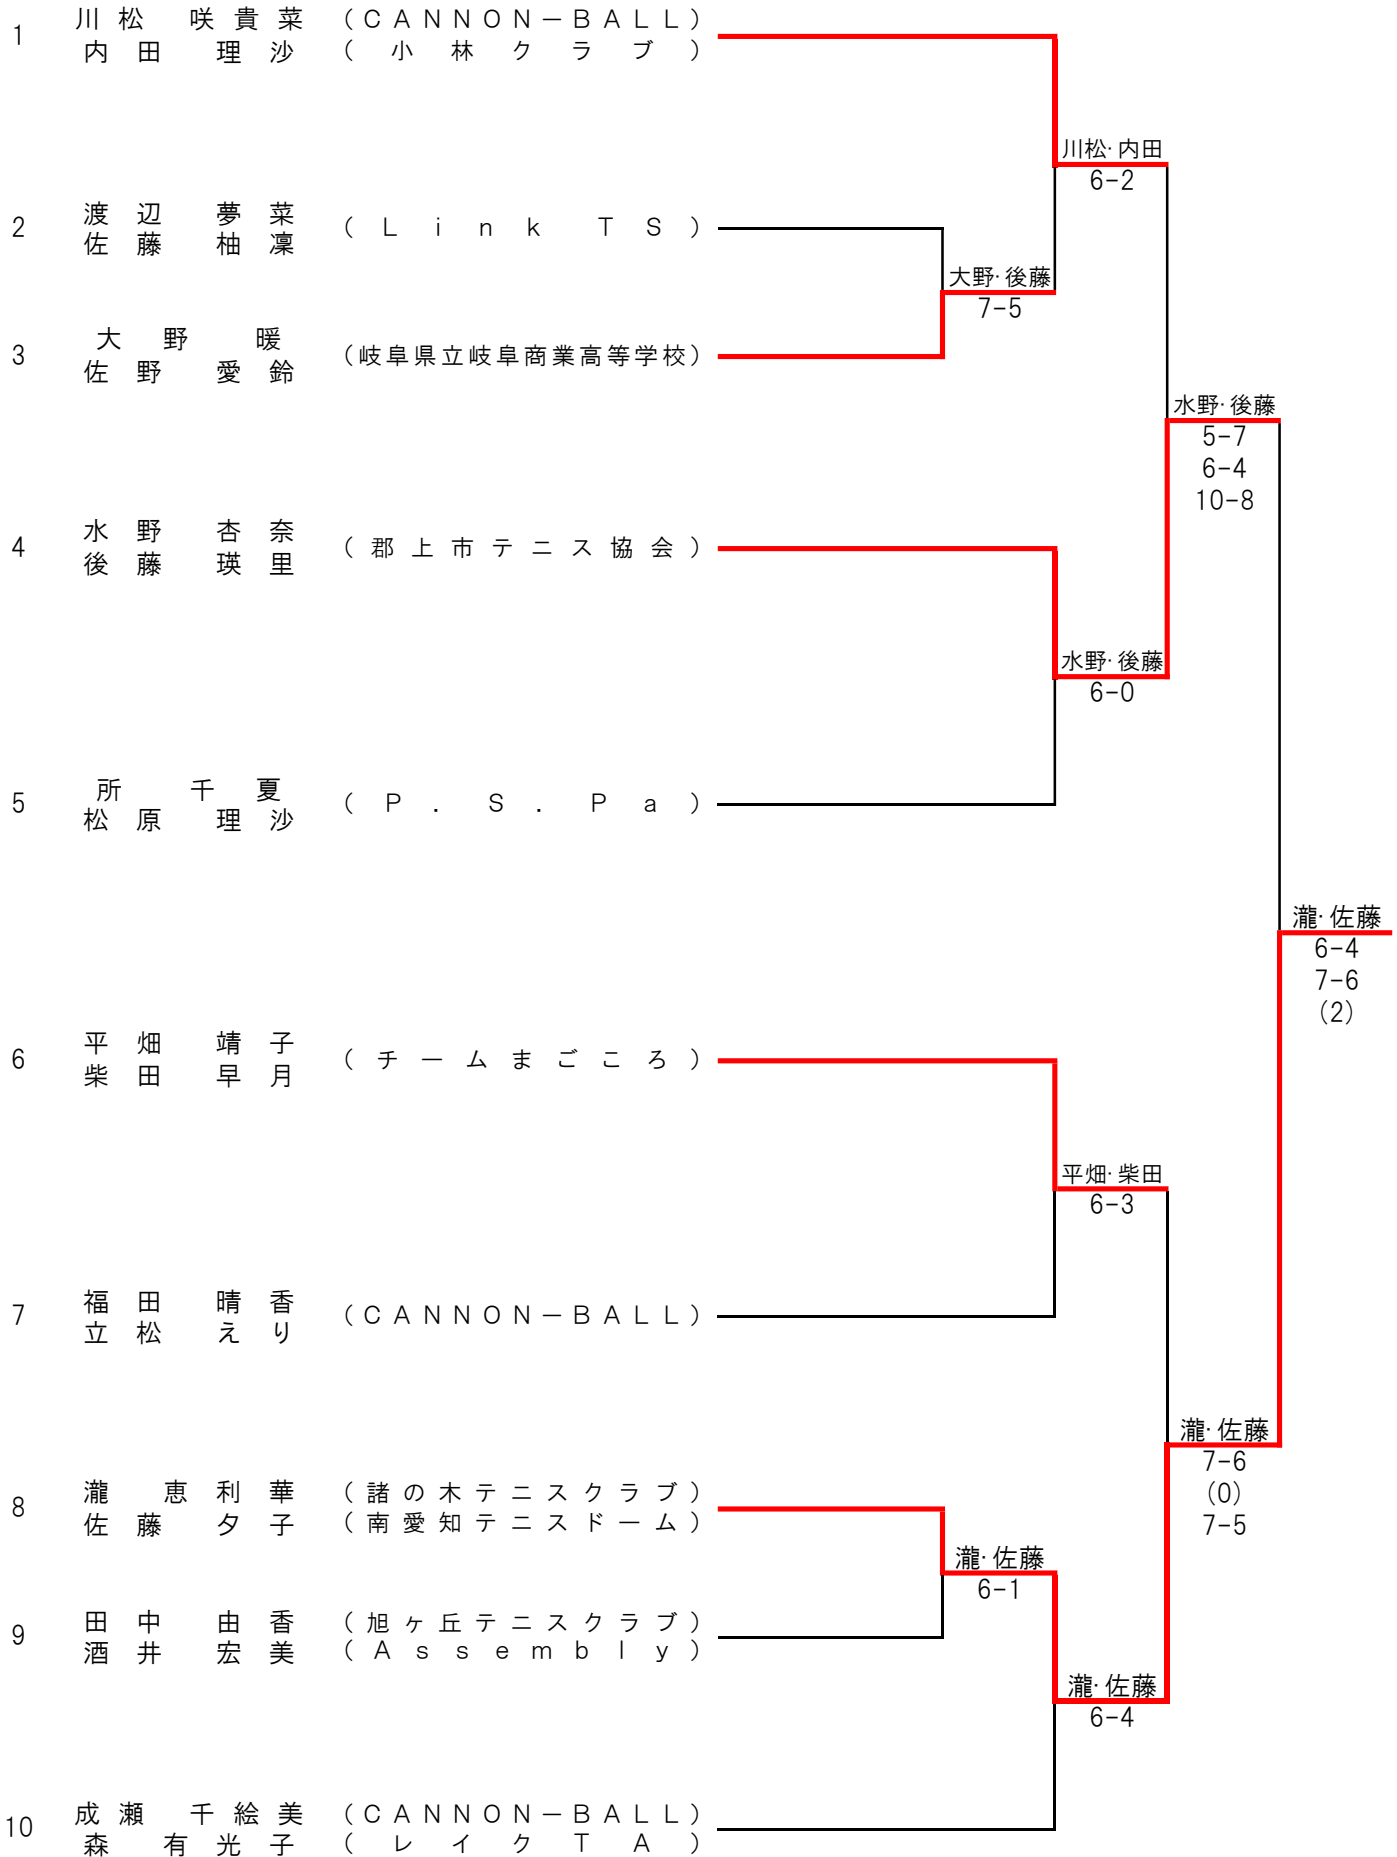 1 川松 咲貴菜 (CANNON-BALL)
内田 理沙 (小林クラブ)
川松・内田
6-2
2 渡辺 夢菜 (Link TS)
佐藤 柚凜
大野・後藤
7-5
3 大野 暖 (岐阜県立岐阜商業高等学校)
佐野 愛鈴
水野・後藤
5-7
6-4
10-8
4 水野 杏奈 (郡上市テニス協会)
後藤 瑛里
水野・後藤
6-0
5 所 千夏 (P.S.Pa)
松原 理沙
瀧・佐藤
6-4
7-6
(2)
6 平畑 靖子 (チームまごころ)
柴田 早月
平畑・柴田
6-3
7 福田 晴香 (CANNON-BALL)
立松 えり
瀧・佐藤
7-6
(0)
7-5
8 瀧 恵利華 (諸の木テニスクラブ)
佐藤 夕子 (南愛知テニスドーム)
瀧・佐藤
6-1
9 田中 由香 (旭ヶ丘テニスクラブ)
酒井 宏美 (Assembly)
瀧・佐藤
6-4
10 成瀬 千絵美 (CANNON-BALL)
森 有光子 (レイクTA)